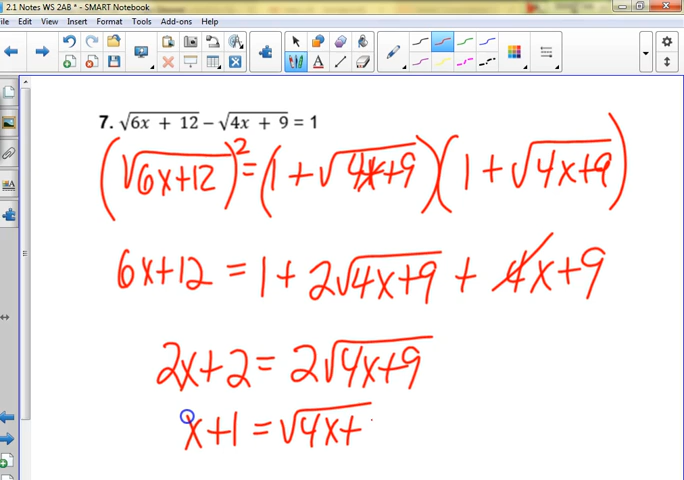 2.1 Notes WS 2AB * - SMART Notebook
Edit View Insert Format Tools Add-ons Help
7. √(6x + 12) − √(4x + 9) = 1
(√(6x+12))² = (1 + √(4x+9))(1 + √(4x+9))
6x+12 = 1 + 2√(4x+9) + 4x+9
2x+2 = 2√(4x+9)
x+1 = √(4x+